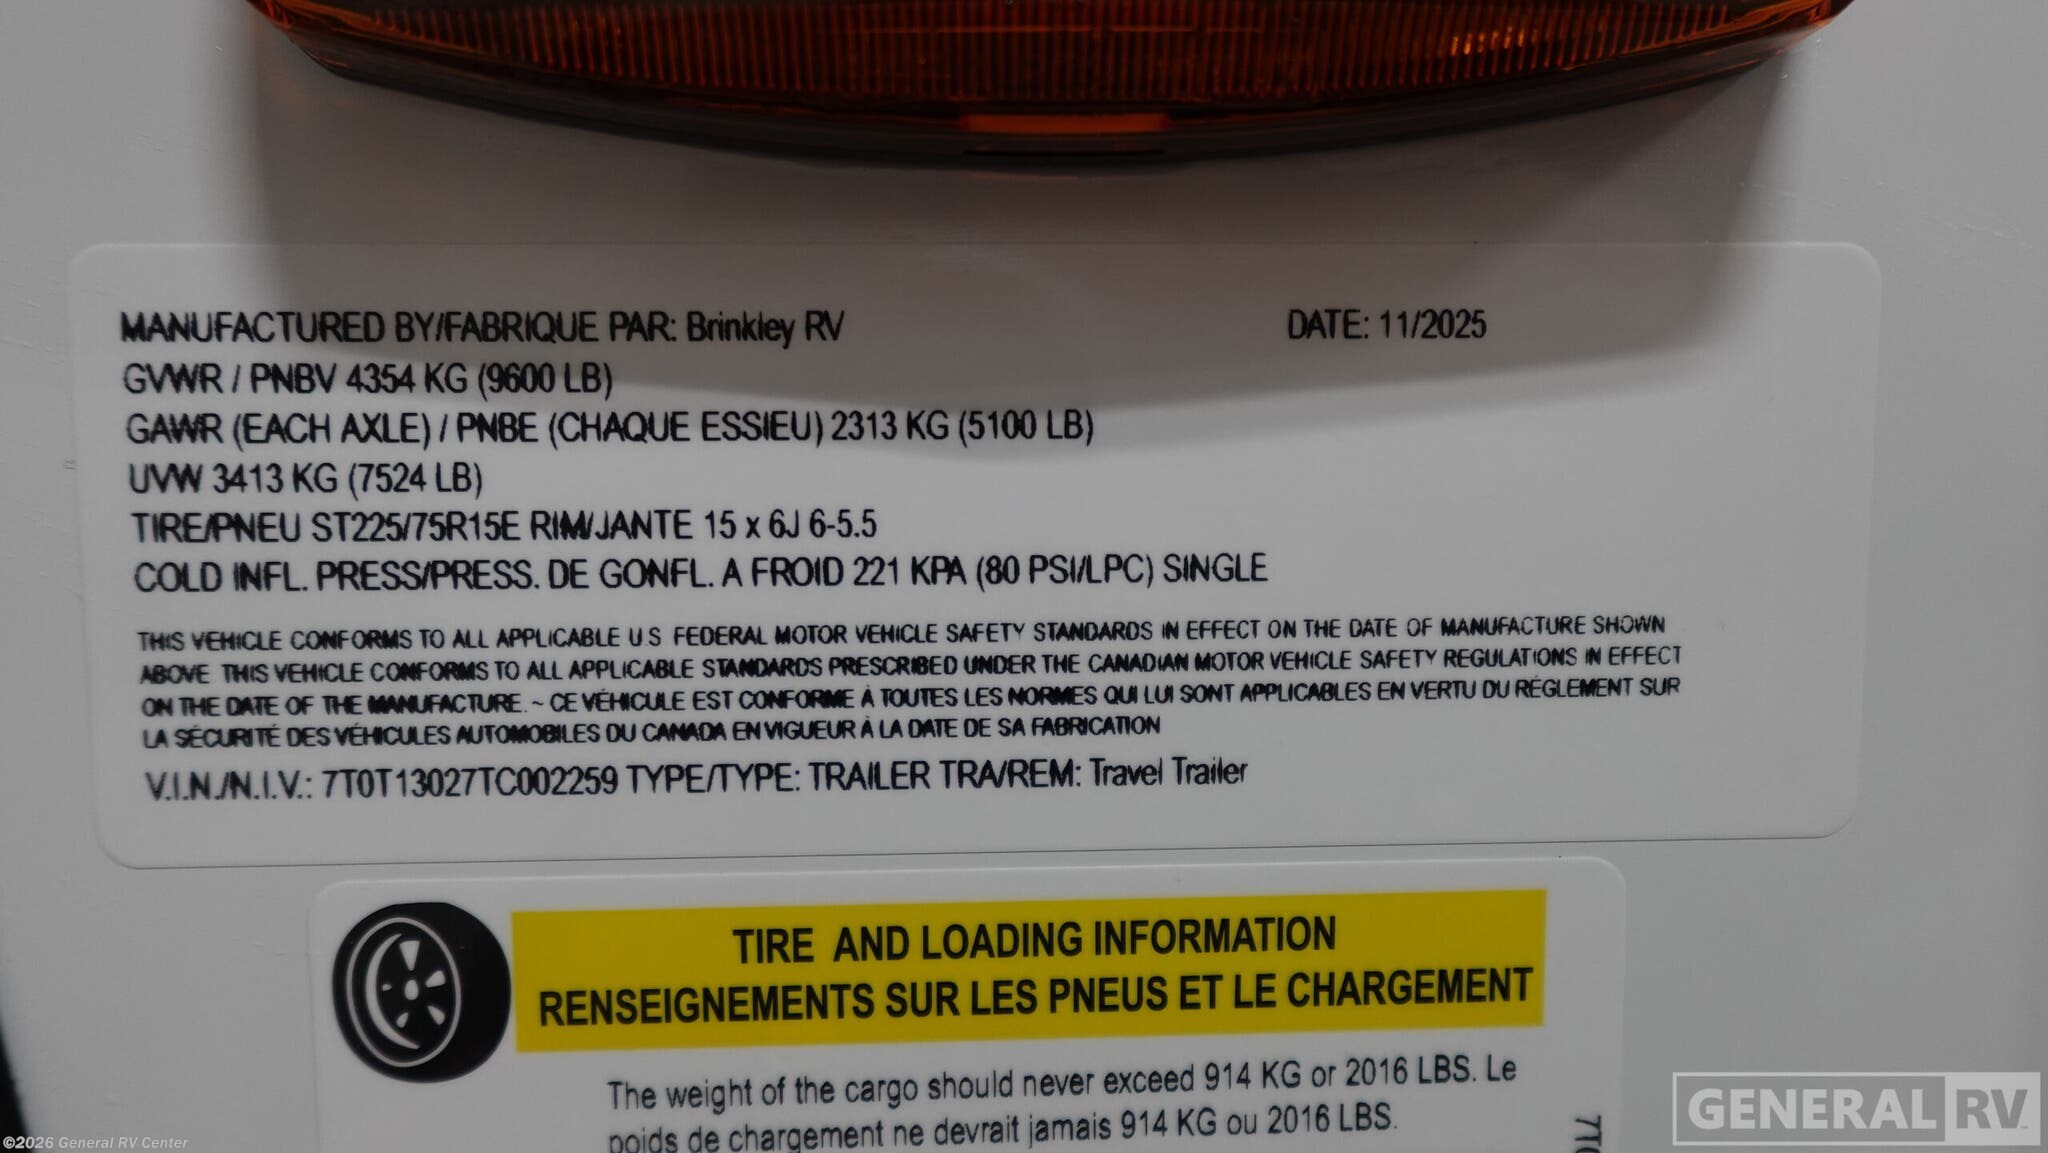 MANUFACTURED BY/FABRIQUE PAR: Brinkley RV DATE: 11/2025
GVWR / PNBV 4354 KG (9600 LB)
GAWR (EACH AXLE) / PNBE (CHAQUE ESSIEU) 2313 KG (5100 LB)
UVW 3413 KG (7524 LB)
TIRE/PNEU ST225/75R15E RIM/JANTE 15 x 6J 6-5.5
COLD INFL. PRESS/PRESS. DE GONFL. A FROID 221 KPA (80 PSI/LPC) SINGLE
THIS VEHICLE CONFORMS TO ALL APPLICABLE U.S FEDERAL MOTOR VEHICLE SAFETY STANDARDS IN EFFECT ON THE DATE OF MANUFACTURE SHOWN
ABOVE THIS VEHICLE CONFORMS TO ALL APPLICABLE STANDARDS PRESCRIBED UNDER THE CANADIAN MOTOR VEHICLE SAFETY REGULATIONS IN EFFECT
ON THE DATE OF THE MANUFACTURE. ~ CE VÉHICULE EST CONFORME À TOUTES LES NORMES QUI LUI SONT APPLICABLES EN VERTU DU RÉGLEMENT SUR
LA SÉCURITÉ DES VÉHICULES AUTOMOBILES DU CANADA EN VIGUEUR À LA DATE DE SA FABRICATION
V.I.N./N.I.V.: 7T0T13027TC002259 TYPE/TYPE: TRAILER TRA/REM: Travel Trailer
TIRE AND LOADING INFORMATION
RENSEIGNEMENTS SUR LES PNEUS ET LE CHARGEMENT
The weight of the cargo should never exceed 914 KG or 2016 LBS. Le
poids de chargement ne devrait jamais 914 KG ou 2016 LBS.
GENERAL RV
©2026 General RV Center